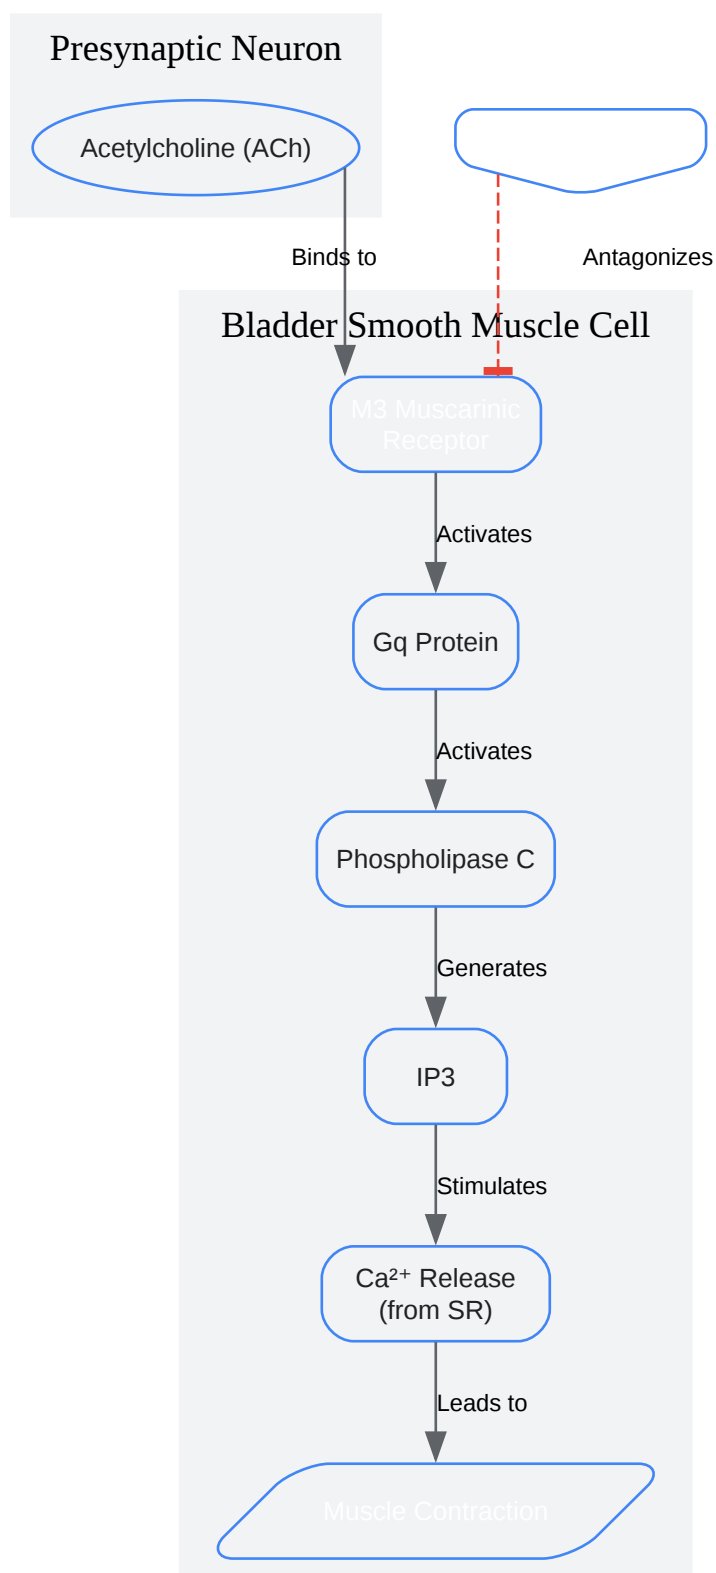 Presynaptic Neuron
Acetylcholine (ACh)
Binds to
Antagonizes
Bladder Smooth Muscle Cell
M3 Muscarinic
Receptor
Activates
Gq Protein
Activates
Phospholipase C
Generates
IP3
Stimulates
Ca²⁺ Release
(from SR)
Leads to
Muscle Contraction